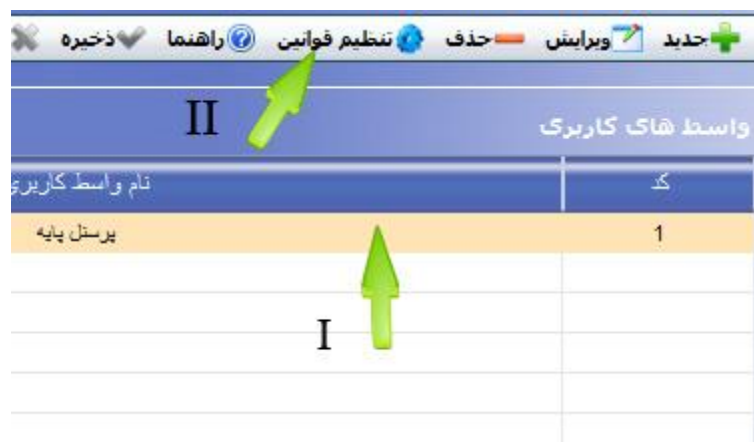 جدید ویرایش حذف تنظیم قوانین راهنما ذخیره
II
واسط های کاربری
کد نام واسط کاربری
1 پرسنل پایه
I